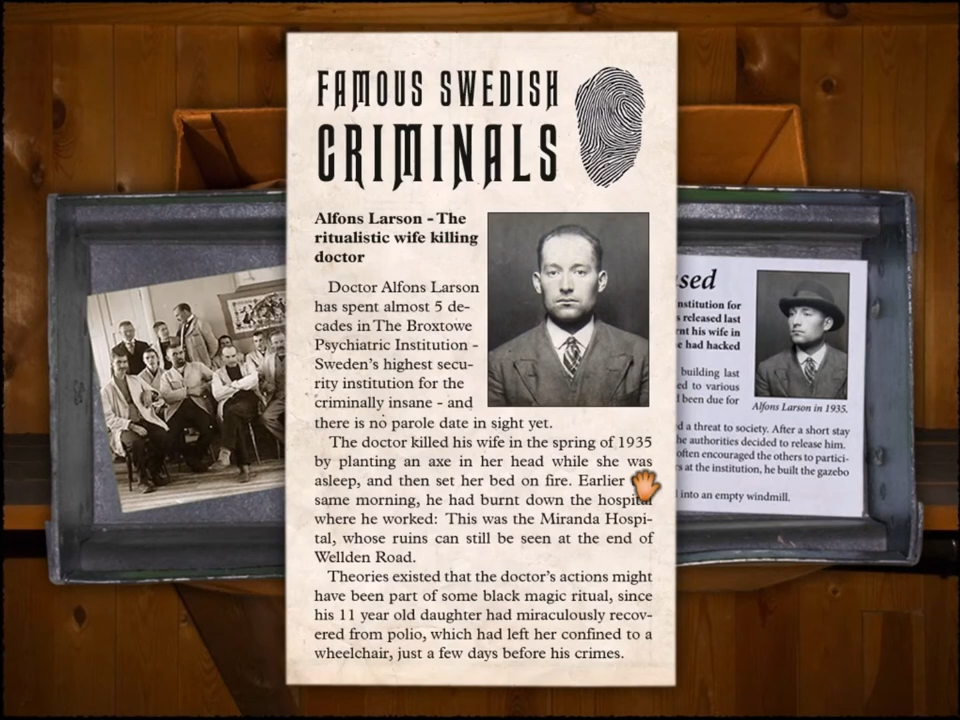 FAMOUS SWEDISH
CRIMINALS
Alfons Larson - The
ritualistic wife killing
doctor
Doctor Alfons Larson
has spent almost 5 de-
cades in The Broxtowe
Psychiatric Institution -
Sweden's highest secu-
rity institution for the
criminally insane - and
there is no parole date in sight yet.
The doctor killed his wife in the spring of 1935
by planting an axe in her head while she was
asleep, and then set her bed on fire. Earlier
same morning, he had burnt down the hospital
where he worked: This was the Miranda Hospi-
tal, whose ruins can still be seen at the end of
Wellden Road.
Theories existed that the doctor's actions might
have been part of some black magic ritual, since
his 11 year old daughter had miraculously recov-
ered from polio, which had left her confined to a
wheelchair, just a few days before his crimes.
sed
nstitution for
s released last
rnt his wife in
e had hacked
building last
ed to various
been due for
Alfons Larson in 1935.
d a threat to society. After a short stay
he authorities decided to release him.
often encouraged the others to partici-
s at the institution, he built the gazebo
into an empty windmill.